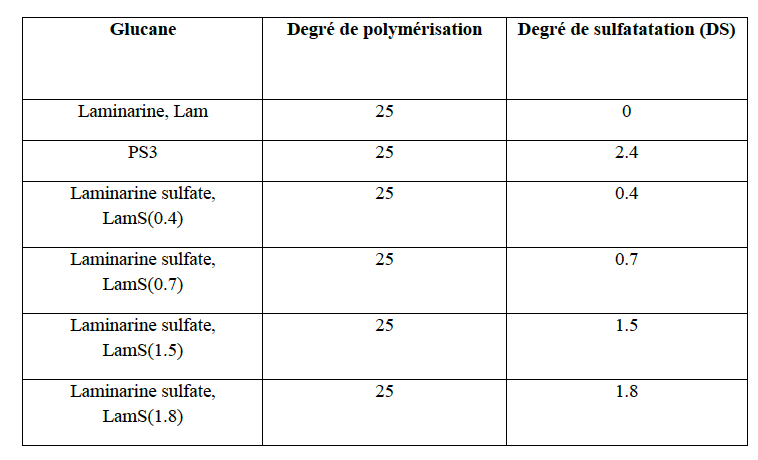 Glucane Degré de polymérisation Degré de sulfatatation (DS)
Laminarine, Lam 25 0
PS3 25 2.4
Laminarine sulfate, 25 0.4
LamS(0.4)
Laminarine sulfate, 25 0.7
LamS(0.7)
Laminarine sulfate, 25 1.5
LamS(1.5)
Laminarine sulfate, 25 1.8
LamS(1.8)